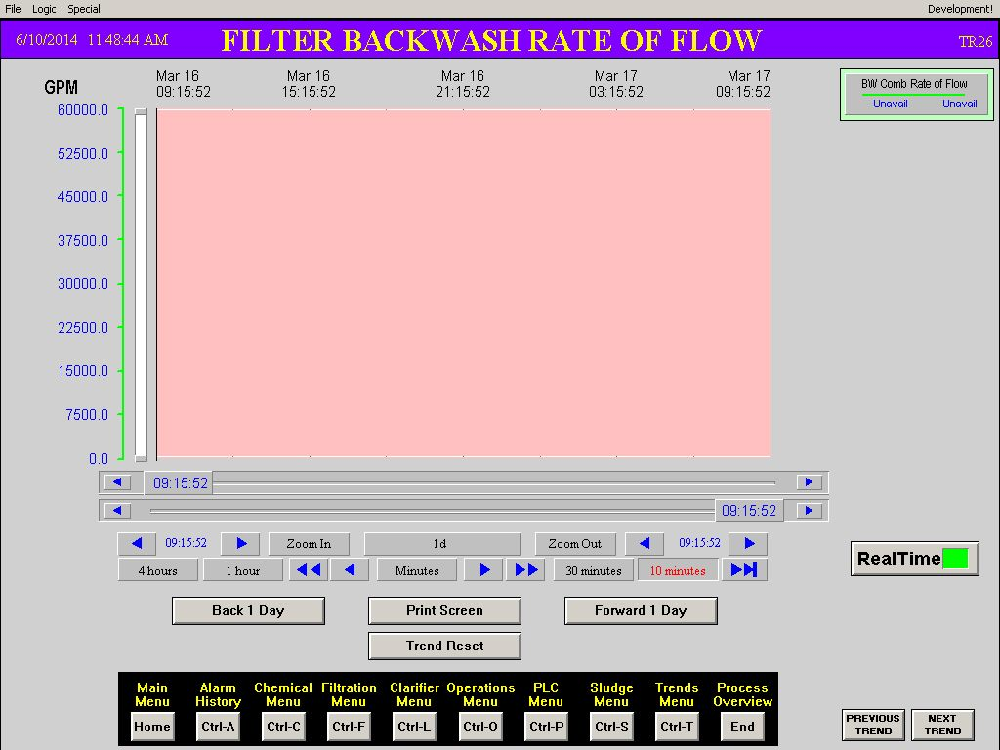 File Logic Special Development!
6/10/2014 11:48:44 AM FILTER BACKWASH RATE OF FLOW TR26
GPM
Mar 16 Mar 16 Mar 16 Mar 17 Mar 17
09:15:52 15:15:52 21:15:52 03:15:52 09:15:52
BW Comb Rate of Flow
Unavail Unavail
60000.0
52500.0
45000.0
37500.0
30000.0
22500.0
15000.0
7500.0
0.0
09:15:52
09:15:52
09:15:52 Zoom In 1d Zoom Out 09:15:52
4 hours 1 hour Minutes 30 minutes 10 minutes
RealTime
Back 1 Day Print Screen Forward 1 Day
Trend Reset
Main Alarm Chemical Filtration Clarifier Operations PLC Sludge Trends Process
Menu History Menu Menu Menu Menu Menu Menu Menu Overview
Home Ctrl-A Ctrl-C Ctrl-F Ctrl-L Ctrl-O Ctrl-P Ctrl-S Ctrl-T End
PREVIOUS NEXT
TREND TREND